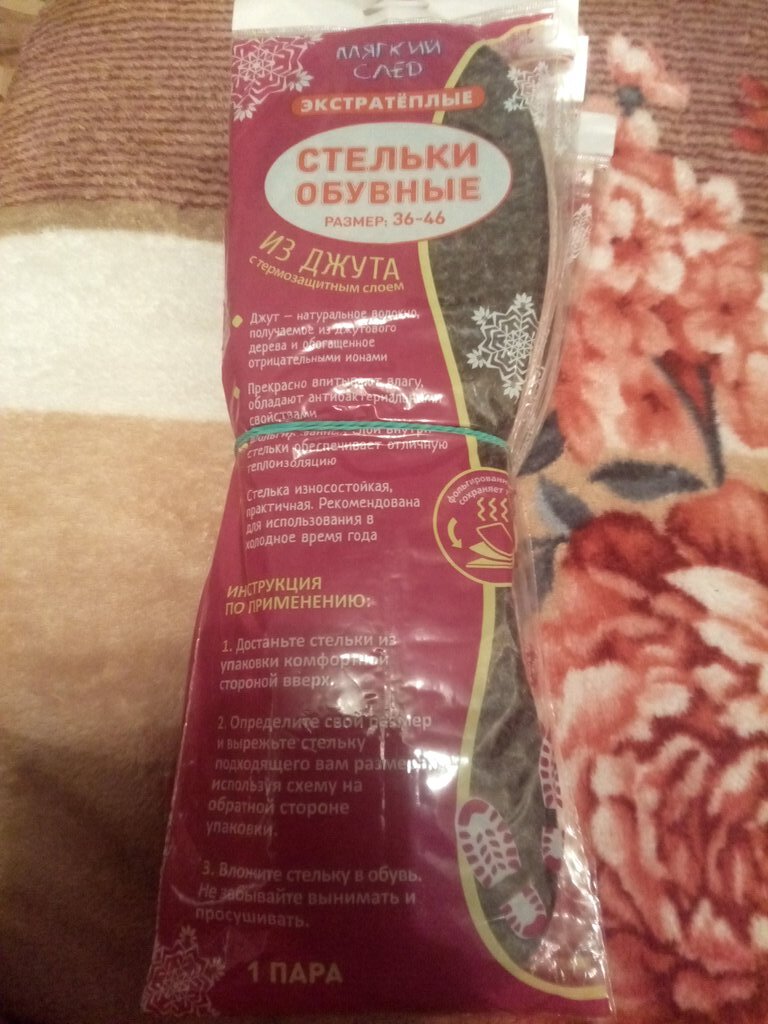 МЯГКИЙ
СЛЕД
ЭКСТРАТЁПЛЫЕ
СТЕЛЬКИ
ОБУВНЫЕ
РАЗМЕР: 36-46
ИЗ ДЖУТА
с термозащитным слоем
Джут – натуральное волокно,
получаемое из джутового
дерева и обогащенное
отрицательными ионами
Прекрасно впитывают влагу,
обладают антибактериальными
свойствами
слой внутри
стельки обеспечивает отличную
теплоизоляцию
Стелька износостойкая,
практичная. Рекомендована
для использования в
холодное время года
сохраняет
ИНСТРУКЦИЯ
ПО ПРИМЕНЕНИЮ:
1. Достаньте стельки из
упаковки комфортной
стороной вверх.
2. Определите свой размер
и вырежьте стельку
подходящего вам размера,
используя схему на
обратной стороне
упаковки.
3. Вложите стельку в обувь.
Не забывайте вынимать и
просушивать.
1 ПАРА